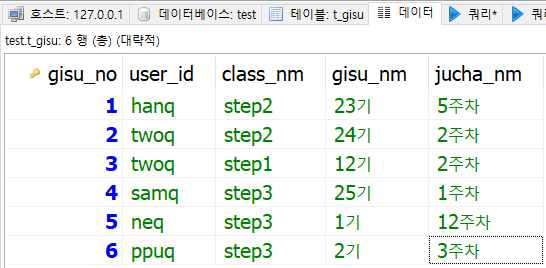 호스트: 127.0.0.1 데이터베이스: test 테이블: t_gisu 데이터 쿼리* 쿼
test.t_gisu: 6 행 (총) (대략적)
gisu_no user_id class_nm gisu_nm jucha_nm
1 hanq step2 23기 5주차
2 twoq step2 24기 2주차
3 twoq step1 12기 2주차
4 samq step3 25기 1주차
5 neq step3 1기 12주차
6 ppuq step3 2기 3주차